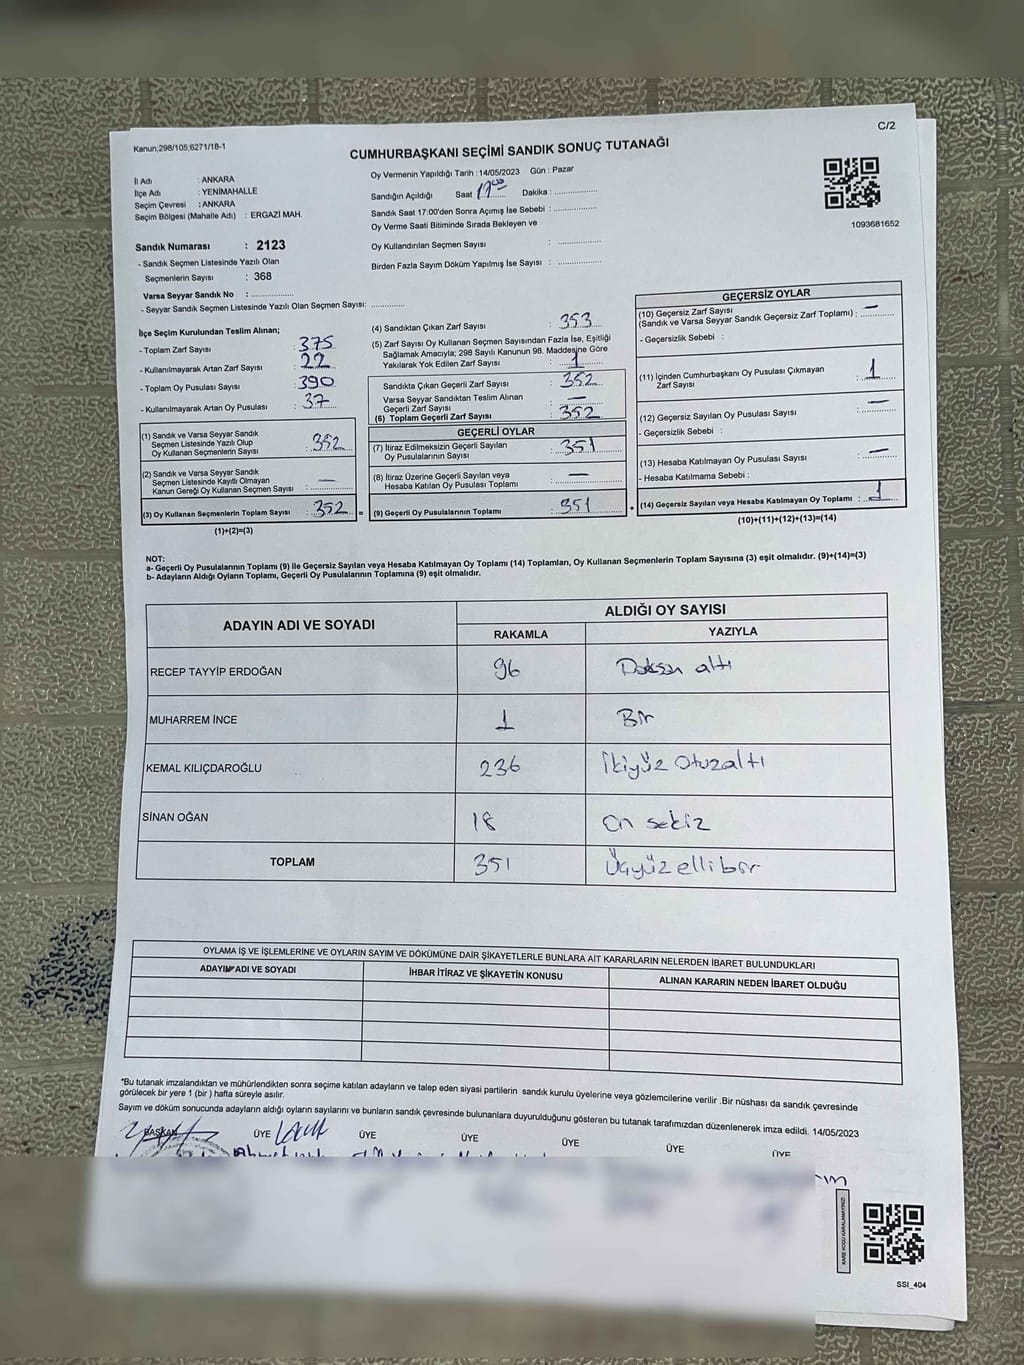 C/2
Kanun;298/105;6271/18-1
CUMHURBAŞKANI SEÇİMİ SANDIK SONUÇ TUTANAĞI
İl Adı : ANKARA
İlçe Adı : YENİMAHALLE
Seçim Çevresi : ANKARA
Seçim Bölgesi (Mahalle Adı) : ERGAZİ MAH.
Sandık Numarası : 2123
- Sandık Seçmen Listesinde Yazılı Olan
Seçmenlerin Sayısı : 368
Varsa Seyyar Sandık No :
- Seyyar Sandık Seçmen Listesinde Yazılı Olan Seçmen Sayısı:
Oy Vermenin Yapıldığı Tarih : 14/05/2023 Gün : Pazar
Sandığın Açıldığı Saat 17:00 Dakika :
Sandık Saat 17:00'den Sonra Açımış İse Sebebi :
Oy Verme Saati Bitiminde Sırada Bekleyen ve
Oy Kullandırılan Seçmen Sayısı :
Birden Fazla Sayım Döküm Yapılmış İse Sayısı :
1093681652
İlçe Seçim Kurulundan Teslim Alınan;
- Toplam Zarf Sayısı : 375
- Kullanılmayarak Artan Zarf Sayısı : 22
- Toplam Oy Pusulası Sayısı : 390
- Kullanılmayarak Artan Oy Pusulası : 37
(1) Sandık ve Varsa Seyyar Sandık
Seçmen Listesinde Yazılı Olup
Oy Kullanan Seçmenlerin Sayısı : 352
(2) Sandık ve Varsa Seyyar Sandık
Seçmen Listesinde Kayıtlı Olmayan
Kanun Gereği Oy Kullanan Seçmen Sayısı : —
(3) Oy Kullanan Seçmenlerin Toplam Sayısı : 352
(1)+(2)=(3)
(4) Sandıktan Çıkan Zarf Sayısı : 353
(5) Zarf Sayısı Oy Kullanan Seçmen Sayısından Fazla İse, Eşitliği
Sağlamak Amacıyla; 298 Sayılı Kanunun 98. Maddesine Göre
Yakılarak Yok Edilen Zarf Sayısı : 1
Sandıkta Çıkan Geçerli Zarf Sayısı : 352
Varsa Seyyar Sandıktan Teslim Alınan
Geçerli Zarf Sayısı : —
(6) Toplam Geçerli Zarf Sayısı : 352
GEÇERLİ OYLAR
(7) İtiraz Edilmeksizin Geçerli Sayılan
Oy Pusulalarının Sayısı : 351
(8) İtiraz Üzerine Geçerli Sayılan veya
Hesaba Katılan Oy Pusulası Toplamı : —
= (9) Geçerli Oy Pusulalarının Toplamı : 351
GEÇERSİZ OYLAR
(10) Geçersiz Zarf Sayısı
(Sandık ve Varsa Seyyar Sandık Geçersiz Zarf Toplamı) : —
- Geçersizlik Sebebi :
(11) İçinden Cumhurbaşkanı Oy Pusulası Çıkmayan
Zarf Sayısı : 1
(12) Geçersiz Sayılan Oy Pusulası Sayısı : —
- Geçersizlik Sebebi :
(13) Hesaba Katılmayan Oy Pusulası Sayısı : —
- Hesaba Katılmama Sebebi :
+ (14) Geçersiz Sayılan veya Hesaba Katılmayan Oy Toplamı : 1
(10)+(11)+(12)+(13)=(14)
NOT:
a- Geçerli Oy Pusulalarının Toplamı (9) ile Geçersiz Sayılan veya Hesaba Katılmayan Oy Toplamı (14) Toplamları, Oy Kullanan Seçmenlerin Toplam Sayısına (3) eşit olmalıdır. (9)+(14)=(3)
b- Adayların Aldığı Oyların Toplamı, Geçerli Oy Pusulalarının Toplamına (9) eşit olmalıdır.
ADAYIN ADI VE SOYADI
ALDIĞI OY SAYISI
RAKAMLA YAZIYLA
RECEP TAYYİP ERDOĞAN 96 Doksan altı
MUHARREM İNCE 1 Bir
KEMAL KILIÇDAROĞLU 236 İkiyüz Otuzaltı
SİNAN OĞAN 18 On sekiz
TOPLAM 351 Üçyüz elli bir
OYLAMA İŞ VE İŞLEMLERİNE VE OYLARIN SAYIM VE DÖKÜMÜNE DAİR ŞİKAYETLERLE BUNLARA AİT KARARLARIN NELERDEN İBARET BULUNDUKLARI
ADAYIN ADI VE SOYADI İHBAR İTİRAZ VE ŞİKAYETİN KONUSU ALINAN KARARIN NEDEN İBARET OLDUĞU
*Bu tutanak imzalandıktan ve mühürlendikten sonra seçime katılan adayların ve talep eden siyasi partilerin sandık kurulu üyelerine veya gözlemcilerine verilir .Bir nüshası da sandık çevresinde
görülecek bir yere 1 (bir ) hafta süreyle asılır.
Sayım ve döküm sonucunda adayların aldığı oyların sayılarını ve bunların sandık çevresinde bulunanlara duyurulduğunu gösteren bu tutanak tarafımızdan düzenlenerek imza edildi. 14/05/2023
BAŞKAN ÜYE ÜYE ÜYE ÜYE ÜYE ÜYE
KARE KODU KARALAMAYINIZ!
SSI_404